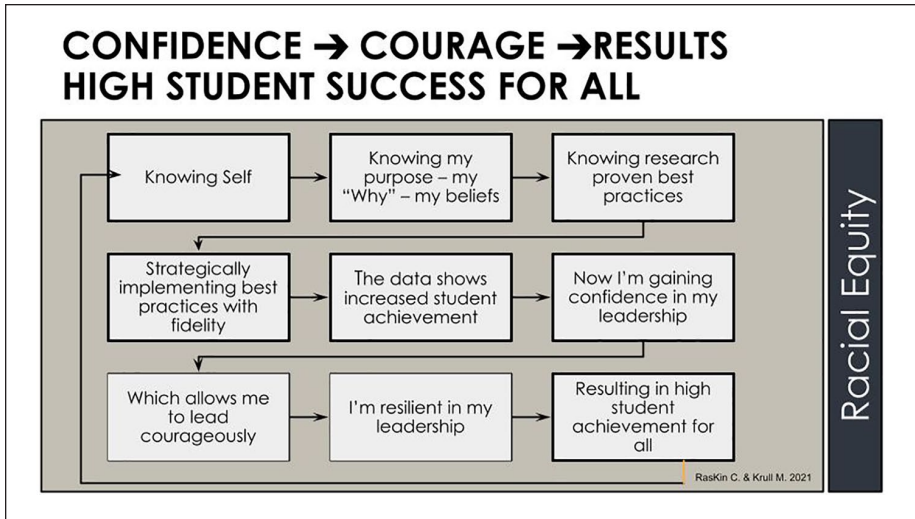 CONFIDENCE → COURAGE →RESULTS
HIGH STUDENT SUCCESS FOR ALL
Knowing Self
Knowing my
purpose – my
“Why” – my beliefs
Knowing research
proven best
practices
Strategically
implementing best
practices with
fidelity
The data shows
increased student
achievement
Now I’m gaining
confidence in my
leadership
Which allows me
to lead
courageously
I’m resilient in my
leadership
Resulting in high
student
achievement for
all
RasKin C. & Krull M. 2021
Racial Equity